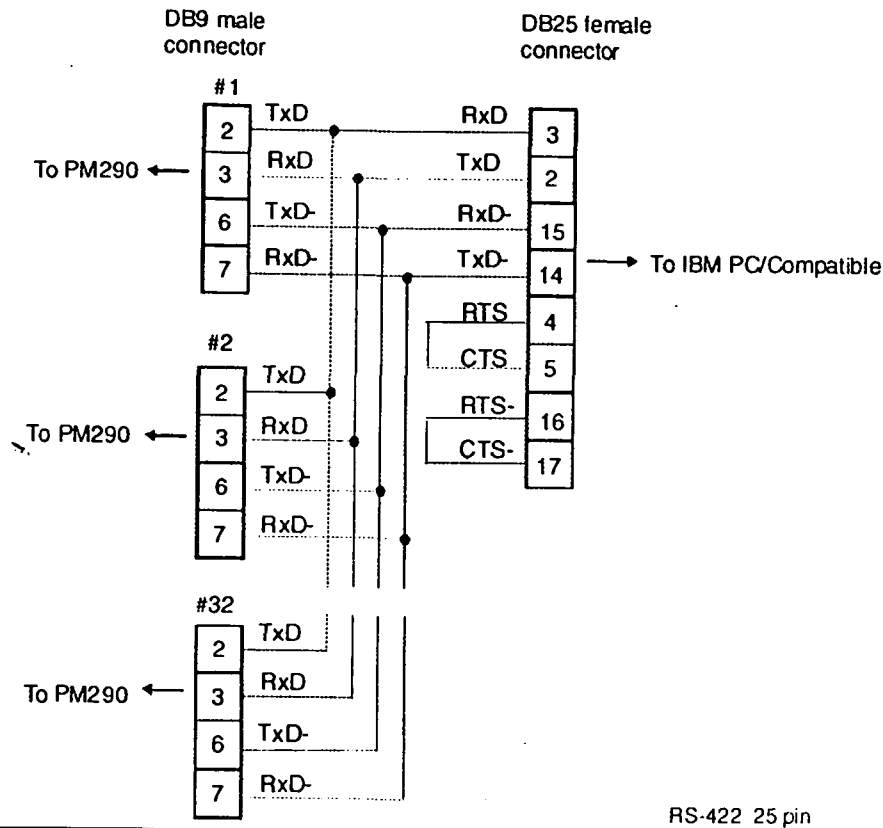 DB9 male
connector
DB25 female
connector
#1
2 TxD RxD 3
To PM290 3 RxD TxD 2
6 TxD- RxD- 15
7 RxD- TxD- 14
To IBM PC/Compatible
RTS 4
CTS 5
RTS- 16
CTS- 17
#2
2 TxD
To PM290 3 RxD
6 TxD-
7 RxD-
#32
2 TxD
To PM290 3 RxD
6 TxD-
7 RxD-
RS-422 25 pin